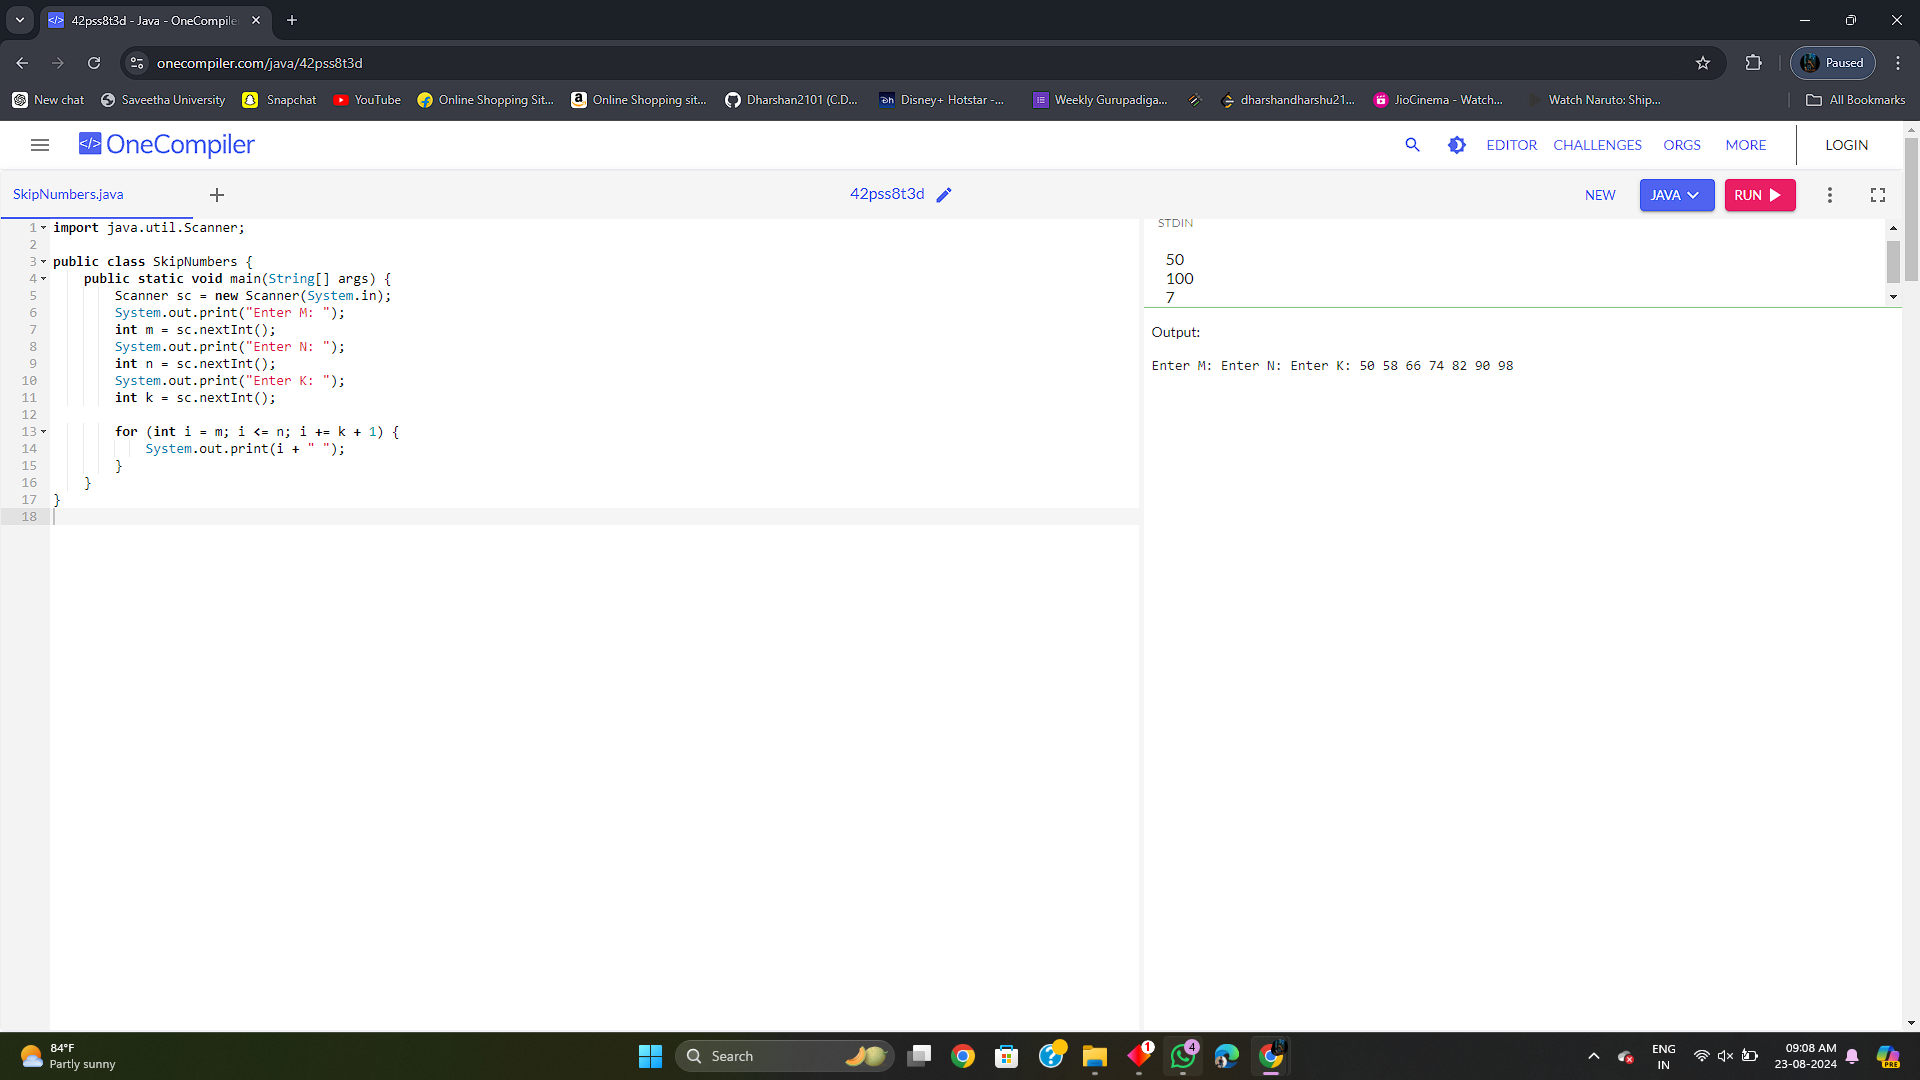 42pss8t3d - Java - OneCompile
onecompiler.com/java/42pss8t3d
Paused
New chat
Saveetha University
Snapchat
YouTube
Online Shopping Sit...
Online Shopping sit...
Dharshan2101 (C.D...
Disney+ Hotstar -...
Weekly Gurupadiga...
dharshandharshu21...
JioCinema - Watch...
Watch Naruto: Ship...
All Bookmarks
OneCompiler
EDITOR CHALLENGES ORGS MORE LOGIN
SkipNumbers.java
42pss8t3d
NEW JAVA RUN
1 import java.util.Scanner;
2
3 public class SkipNumbers {
4 public static void main(String[] args) {
5 Scanner sc = new Scanner(System.in);
6 System.out.print("Enter M: ");
7 int m = sc.nextInt();
8 System.out.print("Enter N: ");
9 int n = sc.nextInt();
10 System.out.print("Enter K: ");
11 int k = sc.nextInt();
12
13 for (int i = m; i <= n; i += k + 1) {
14 System.out.print(i + " ");
15 }
16 }
17 }
18
STDIN
50
100
7
Output:
Enter M: Enter N: Enter K: 50 58 66 74 82 90 98
84°F
Partly sunny
Search
1
4
ENG
IN
09:08 AM
23-08-2024
PRE